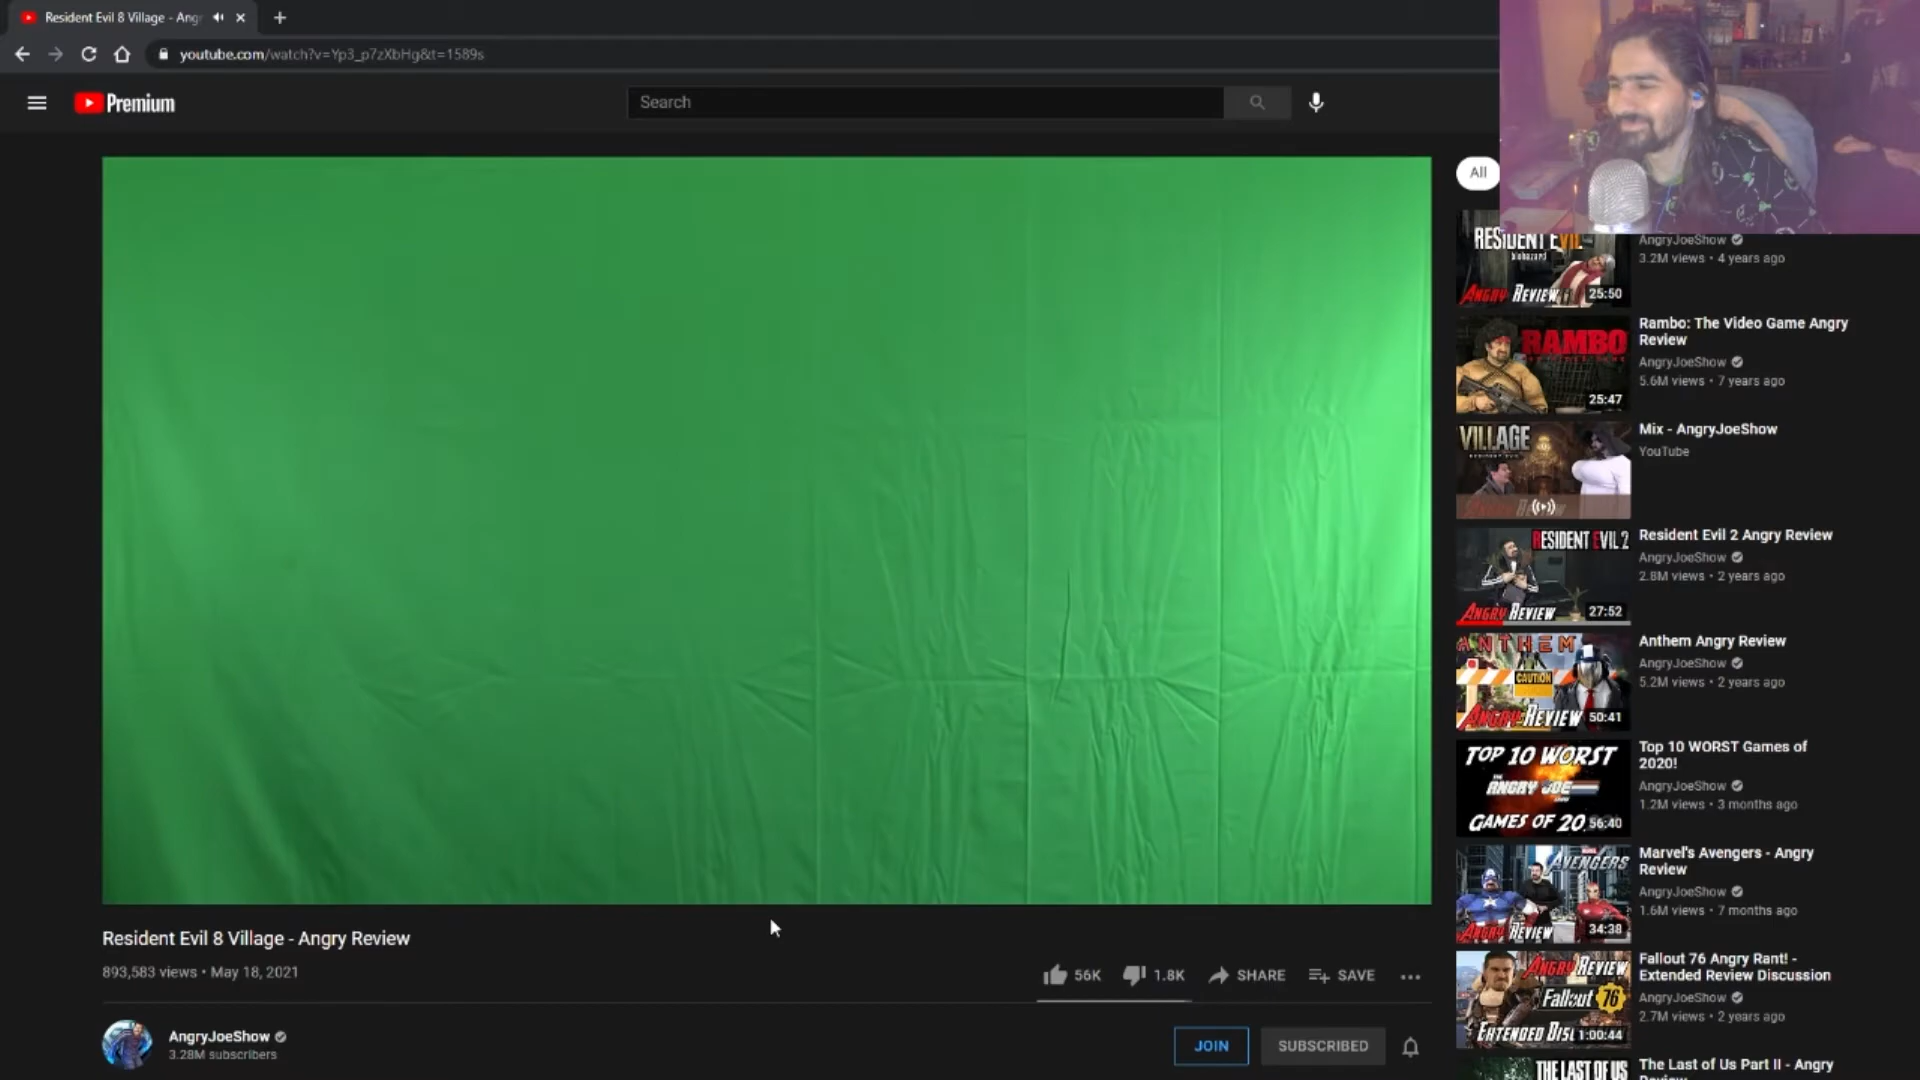 Resident Evil 8 Village - Angr
youtube.com/watch?v=Yp3_p7zXbHg&t=1589s
Premium
Search
All
RESIDENT EVIL
biohazard
ANGRY REVIEW
25:50
AngryJoeShow
3.2M views • 4 years ago
RAMBO
25:47
Rambo: The Video Game Angry
Review
AngryJoeShow
5.6M views • 7 years ago
VILLAGE
Mix - AngryJoeShow
YouTube
RESIDENT EVIL 2
ANGRY REVIEW
27:52
Resident Evil 2 Angry Review
AngryJoeShow
2.8M views • 2 years ago
ANTHEM
CAUTION
ANGRY REVIEW
50:41
Anthem Angry Review
AngryJoeShow
5.2M views • 2 years ago
TOP 10 WORST
THE ANGRY JOE SHOW
GAMES OF 20
56:40
Top 10 WORST Games of
2020!
AngryJoeShow
1.2M views • 3 months ago
MARVEL
AVENGERS
ANGRY REVIEW
34:38
Marvel's Avengers - Angry
Review
AngryJoeShow
1.6M views • 7 months ago
ANGRY REVIEW
Fallout 76
EXTENDED DISC
1:00:44
Fallout 76 Angry Rant! -
Extended Review Discussion
AngryJoeShow
2.7M views • 2 years ago
THE LAST OF US
The Last of Us Part II - Angry
Resident Evil 8 Village - Angry Review
893,583 views • May 18, 2021
56K
1.8K
SHARE
SAVE
AngryJoeShow
3.28M subscribers
JOIN
SUBSCRIBED